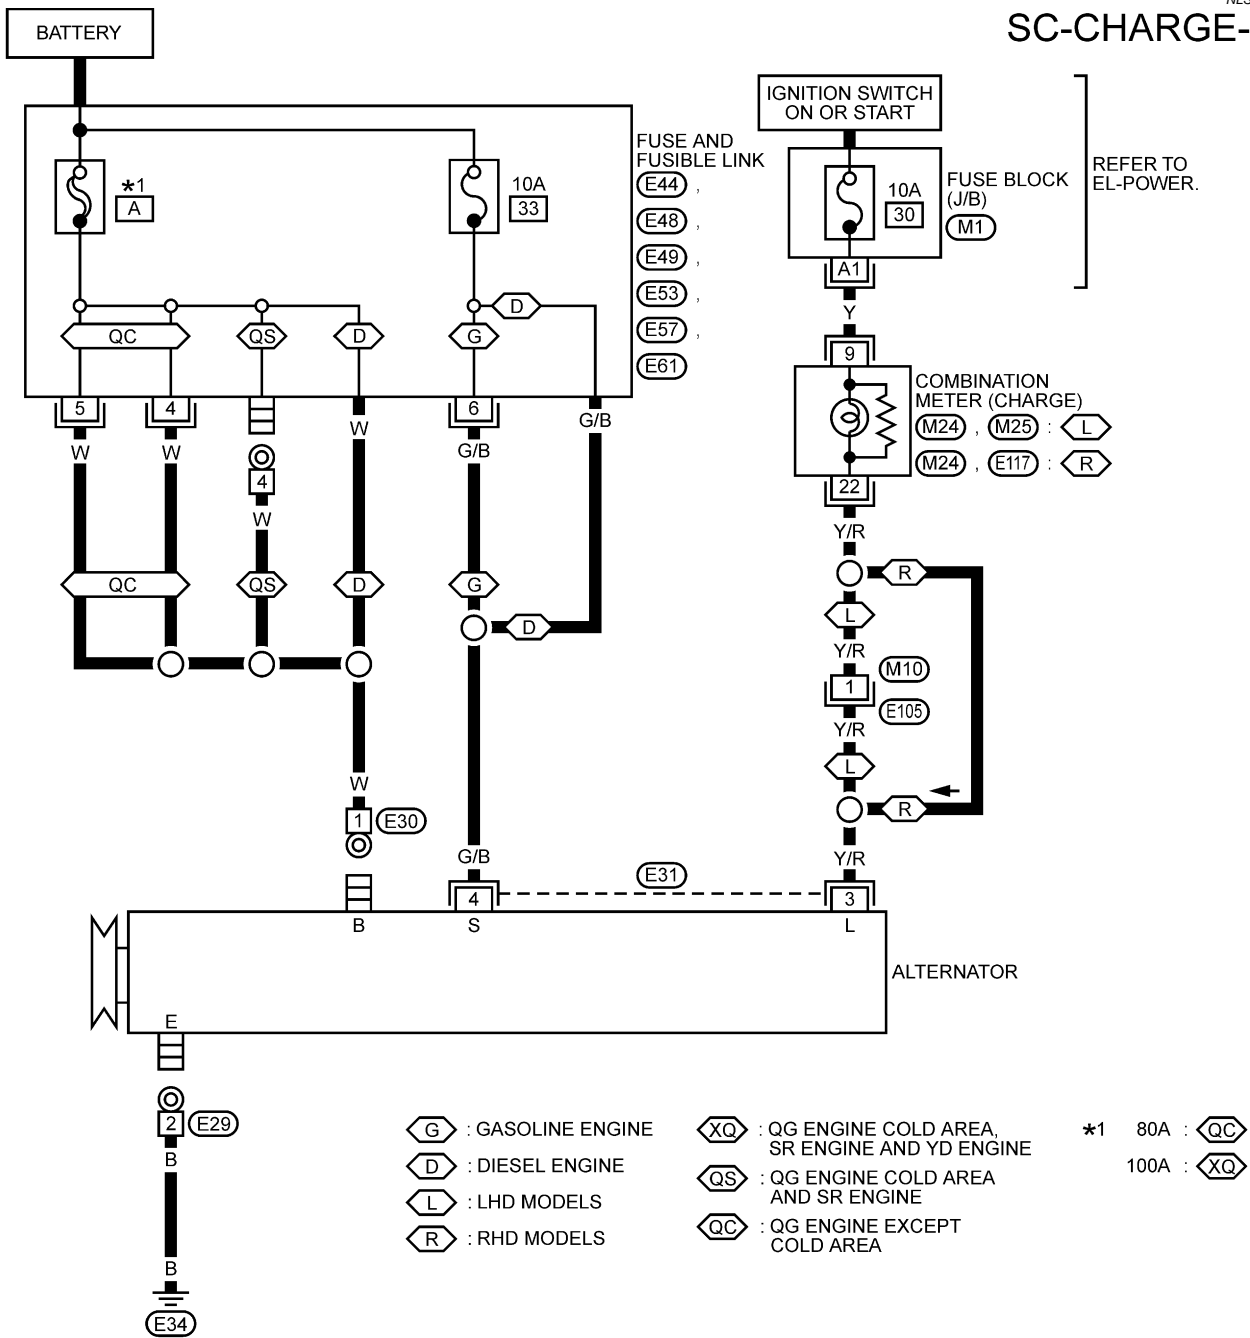 SC-CHARGE-
BATTERY
FUSE AND
FUSIBLE LINK
E44 ,
E48 ,
E49 ,
E53 ,
E57 ,
E61
*1
A
10A
33
QC
QS
D
G
D
5
4
6
W
W
W
G/B
G/B
4
W
QC
QS
D
G
D
W
1
E30
G/B
4
E31
3
IGNITION SWITCH
ON OR START
10A
30
FUSE BLOCK
(J/B)
M1
REFER TO
EL-POWER.
A1
Y
9
COMBINATION
METER (CHARGE)
M24 , M25 : L
M24 , E117 : R
22
Y/R
R
L
Y/R
M10
1
E105
Y/R
L
R
Y/R
B
S
L
ALTERNATOR
E
2
E29
B
B
E34
G : GASOLINE ENGINE
D : DIESEL ENGINE
L : LHD MODELS
R : RHD MODELS
XQ : QG ENGINE COLD AREA,
SR ENGINE AND YD ENGINE
QS : QG ENGINE COLD AREA
AND SR ENGINE
QC : QG ENGINE EXCEPT
COLD AREA
*1 80A : QC
100A : XQ